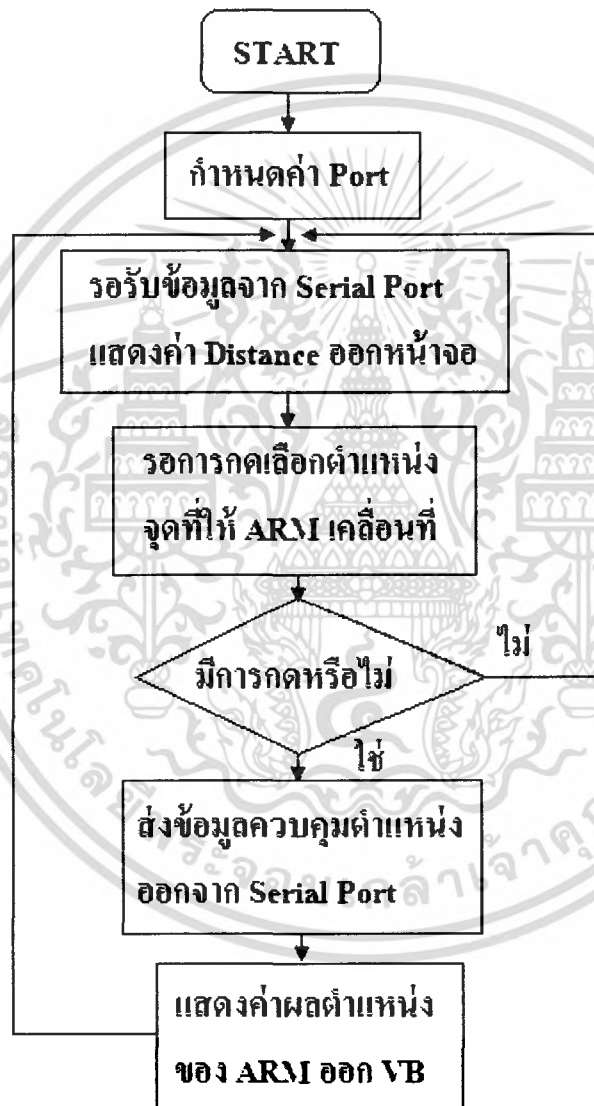 START
กำหนดค่า Port
รอรับข้อมูลจาก Serial Port
แสดงค่า Distance ออกหน้าจอ
รอการกดเลือกตำแหน่ง
จุดที่ให้ ARM เคลื่อนที่
มีการกดหรือไม่
ไม่
ใช่
ส่งข้อมูลควบคุมตำแหน่ง
ออกจาก Serial Port
แสดงค่าผลตำแหน่ง
ของ ARM ออก VB